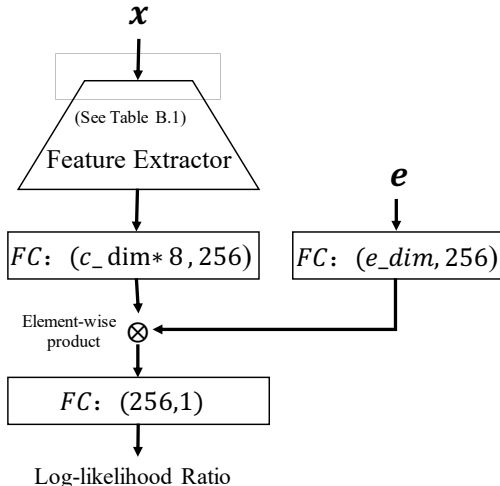 x
(See Table B.1)
Feature Extractor
e
FC: (c_ dim* 8 , 256)
FC: (e_dim, 256)
Element-wise
product
⊗
FC: (256,1)
Log-likelihood Ratio